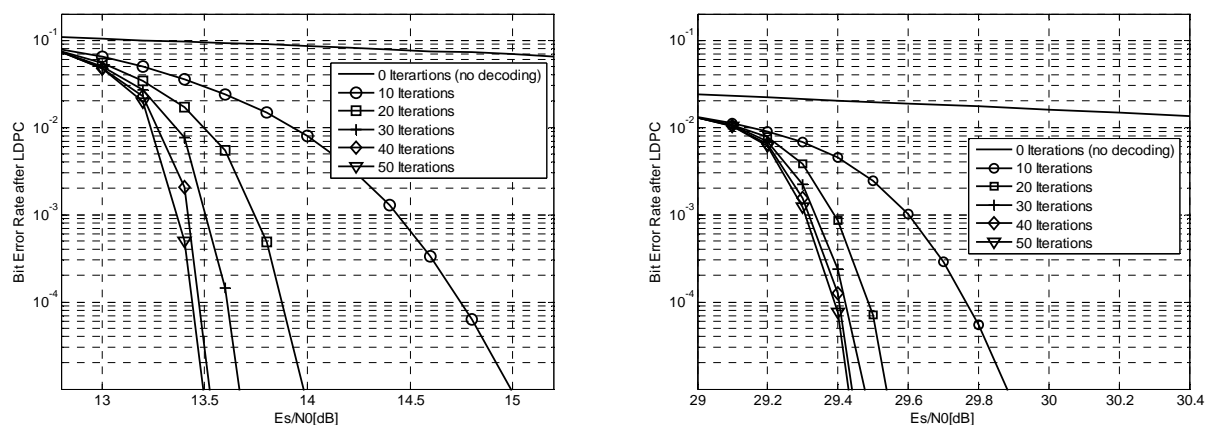 10^-1
10^-2
10^-3
10^-4
Bit Error Rate after LDPC
0 Iterarions (no decoding)
10 Iterations
20 Iterations
30 Iterations
40 Iterations
50 Iterations
13 13.5 14 14.5 15
Es/N0[dB]
10^-1
10^-2
10^-3
10^-4
Bit Error Rate after LDPC
0 Iterations (no decoding)
10 Iterations
20 Iterations
30 Iterations
40 Iterations
50 Iterations
29 29.2 29.4 29.6 29.8 30 30.2 30.4
Es/N0[dB]